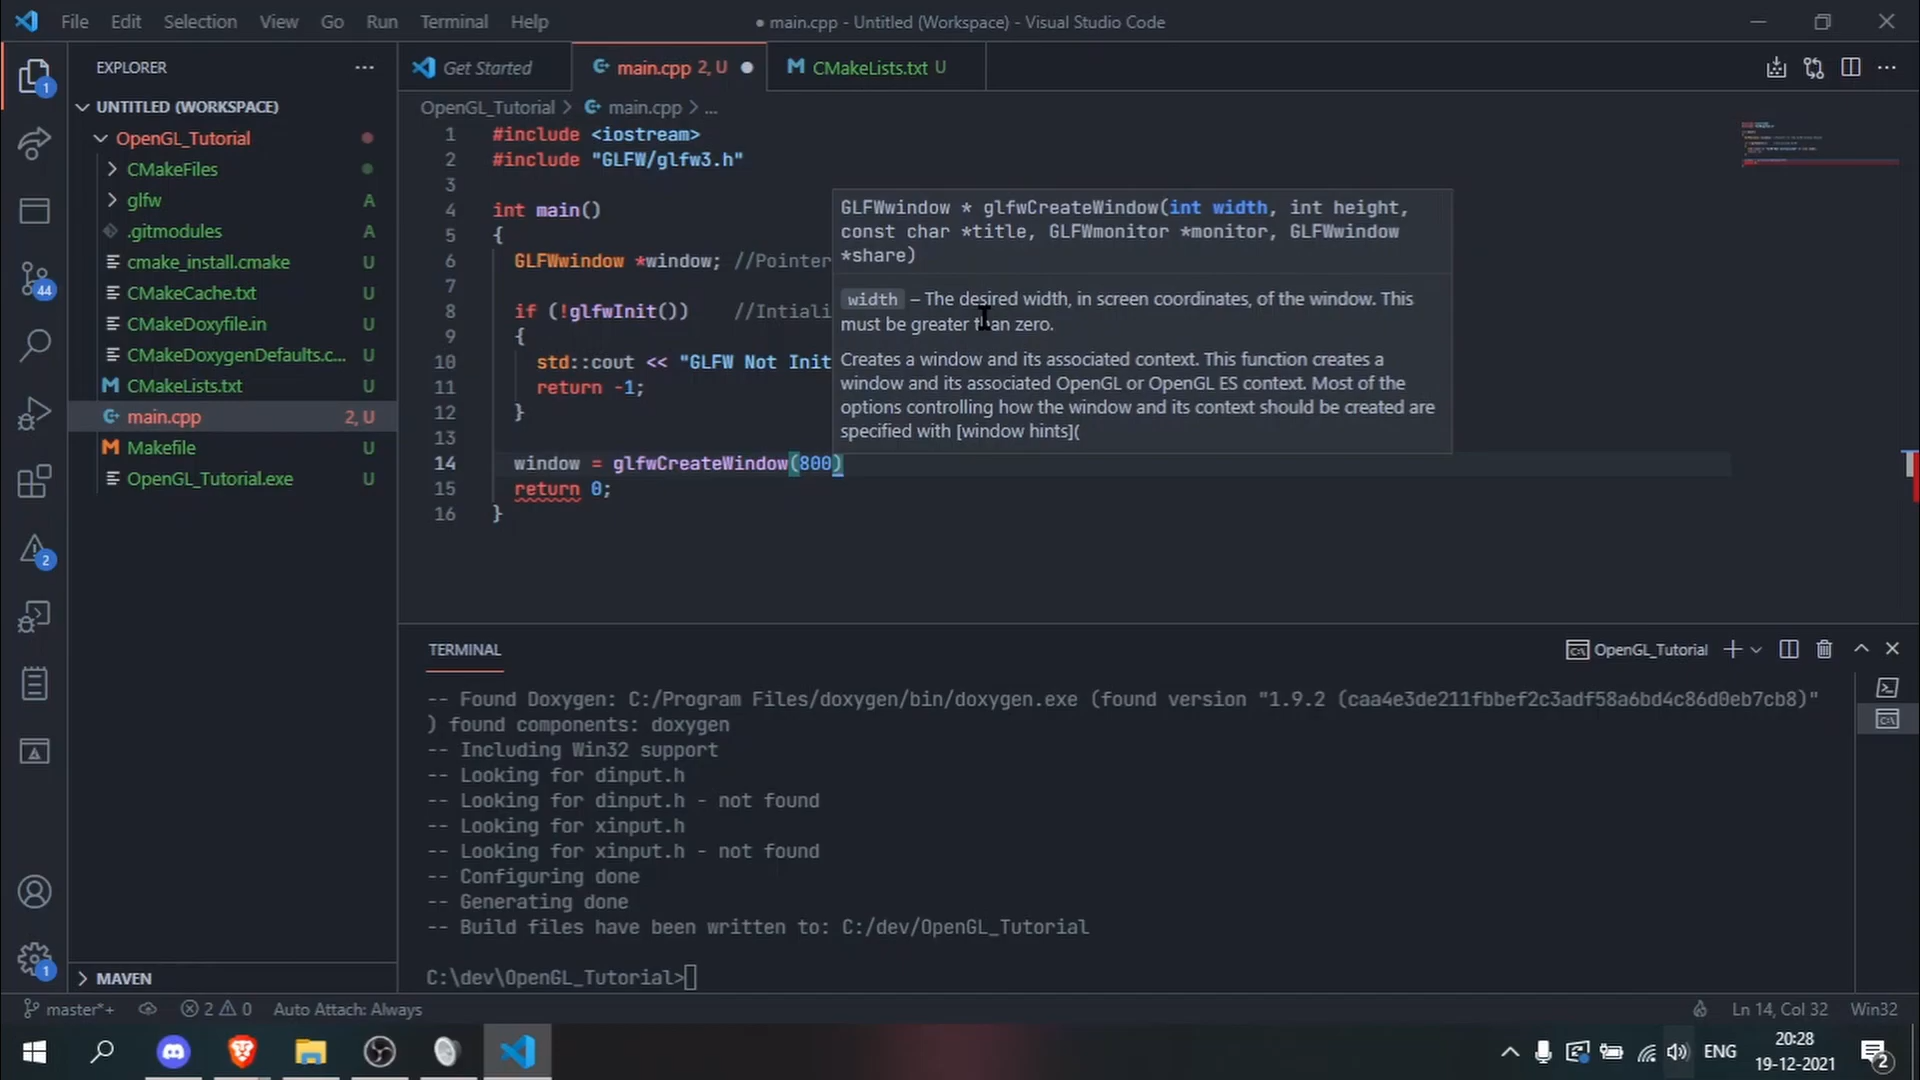 File Edit Selection View Go Run Terminal Help
● main.cpp - Untitled (Workspace) - Visual Studio Code
EXPLORER
Get Started
main.cpp 2, U
CMakeLists.txt U
UNTITLED (WORKSPACE)
OpenGL_Tutorial
CMakeFiles
glfw A
.gitmodules A
cmake_install.cmake U
CMakeCache.txt U
CMakeDoxyfile.in U
CMakeDoxygenDefaults.c... U
CMakeLists.txt U
main.cpp 2, U
Makefile U
OpenGL_Tutorial.exe U
MAVEN
1
44
2
1
OpenGL_Tutorial > main.cpp > ...
1 #include <iostream>
2 #include "GLFW/glfw3.h"
3
4 int main()
5 {
6 GLFWwindow *window; //Pointer
7
8 if (!glfwInit()) //Intiali
9 {
10 std::cout << "GLFW Not Init
11 return -1;
12 }
13
14 window = glfwCreateWindow(800)
15 return 0;
16 }
GLFWwindow * glfwCreateWindow(int width, int height,
const char *title, GLFWmonitor *monitor, GLFWwindow
*share)
width – The desired width, in screen coordinates, of the window. This
must be greater than zero.
Creates a window and its associated context. This function creates a
window and its associated OpenGL or OpenGL ES context. Most of the
options controlling how the window and its context should be created are
specified with [window hints](
TERMINAL
OpenGL_Tutorial
-- Found Doxygen: C:/Program Files/doxygen/bin/doxygen.exe (found version "1.9.2 (caa4e3de211fbbef2c3adf58a6bd4c86d0eb7cb8)"
) found components: doxygen
-- Including Win32 support
-- Looking for dinput.h
-- Looking for dinput.h - not found
-- Looking for xinput.h
-- Looking for xinput.h - not found
-- Configuring done
-- Generating done
-- Build files have been written to: C:/dev/OpenGL_Tutorial
C:\dev\OpenGL_Tutorial>
master*+ 2 0 Auto Attach: Always
Ln 14, Col 32 Win32
ENG
20:28
19-12-2021
2